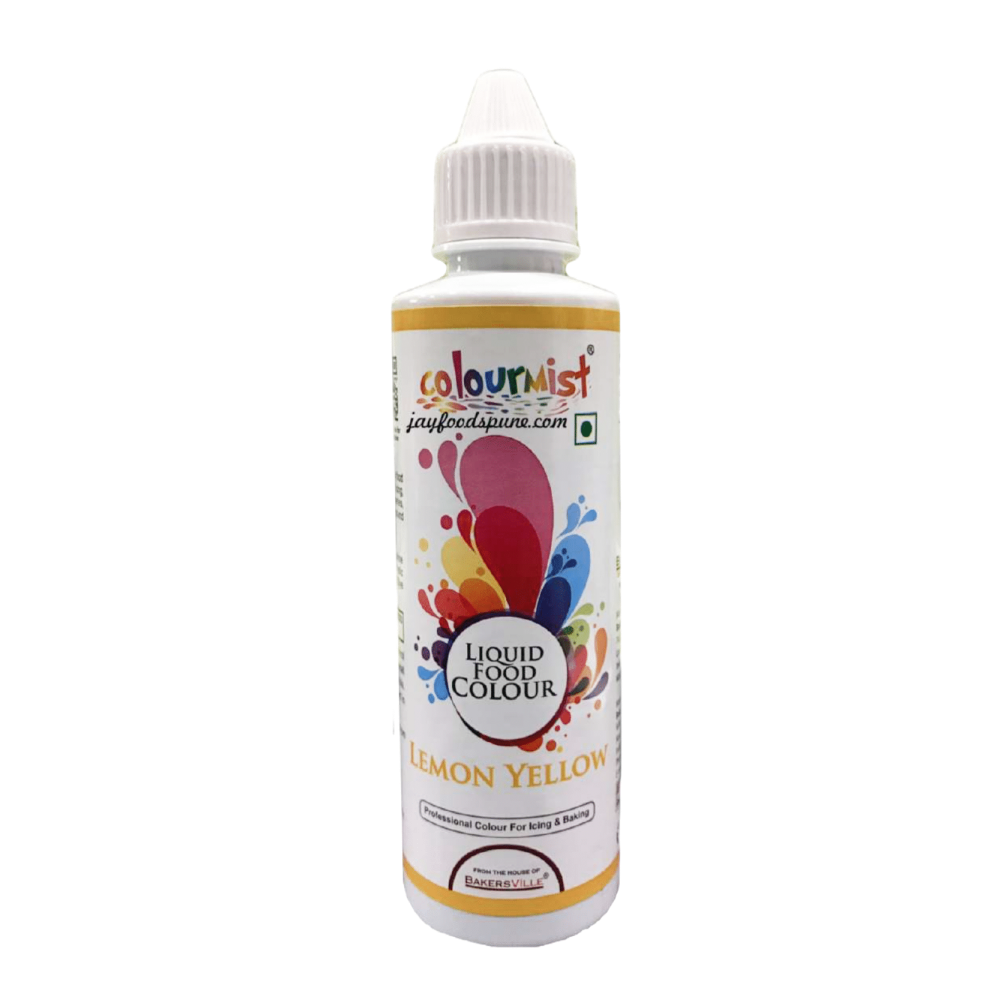 colourmist®
jayfoodspune.com
LIQUID
FOOD
COLOUR
LEMON YELLOW
Professional Colour For Icing & Baking
FROM THE HOUSE OF
BAKERSVILLE®